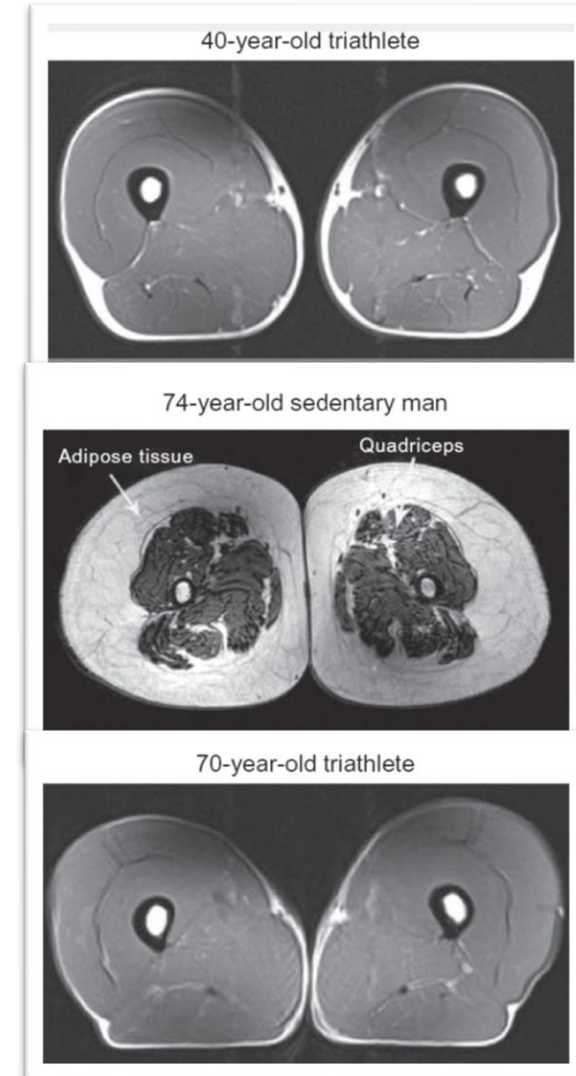 40-year-old triathlete
74-year-old sedentary man
Adipose tissue
Quadriceps
70-year-old triathlete